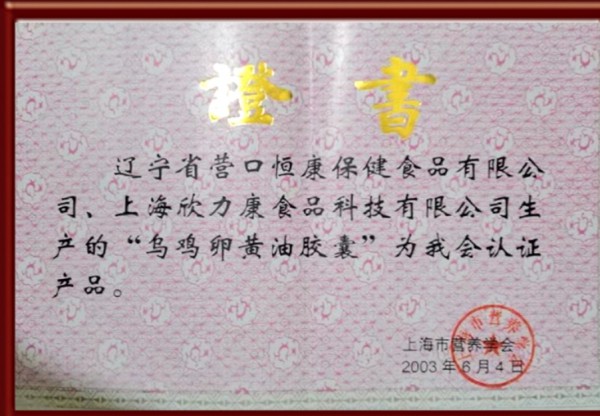 證書
辽宁省营口恒康保健食品有限公
司、上海欣力康食品科技有限公司生
产的“乌鸡卵黄油胶囊”为我会认证
产品。
上海市营养学会
2003年6月4日